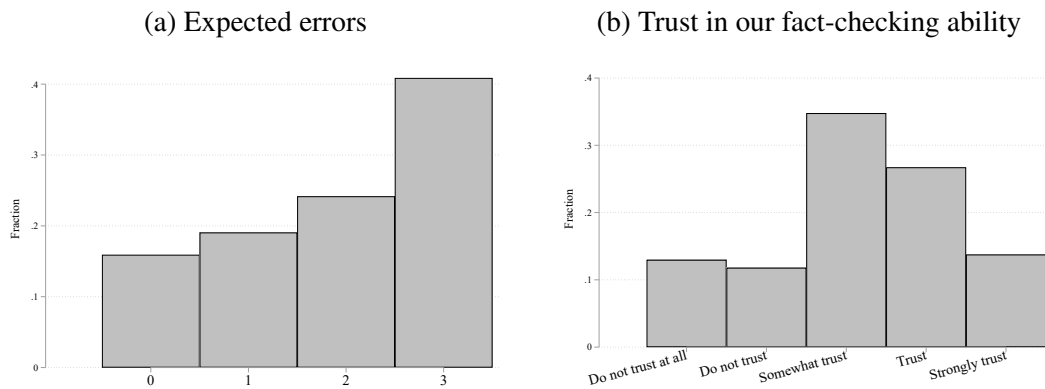 (a) Expected errors
.4
.3
.2
.1
0
Fraction
0 1 2 3
(b) Trust in our fact-checking ability
.4
.3
.2
.1
0
Fraction
Do not trust at all
Do not trust
Somewhat trust
Trust
Strongly trust